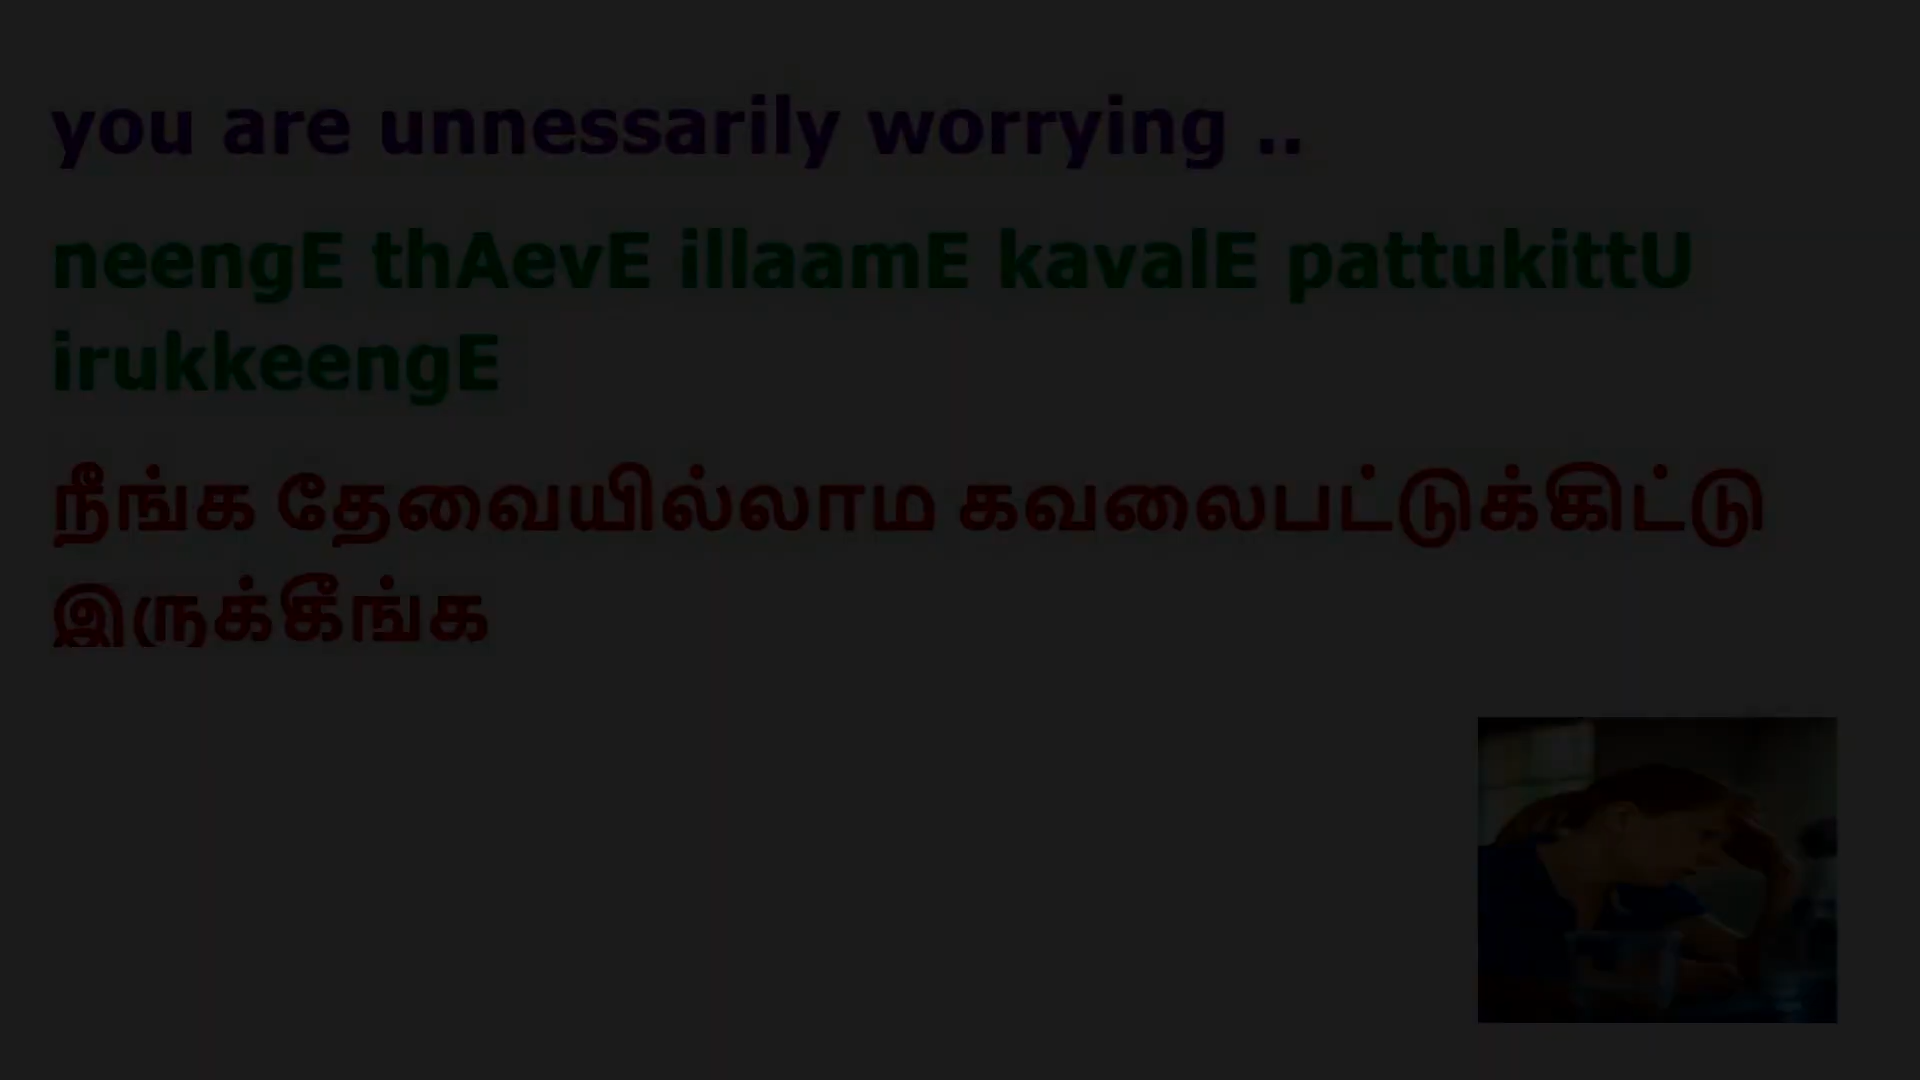 you are unnessarily worrying ..
neengE thAevE illaamE kavalE pattukittU
irukkeengE
நீங்க தேவையில்லாம கவலைபட்டுக்கிட்டு
இருக்கீங்க